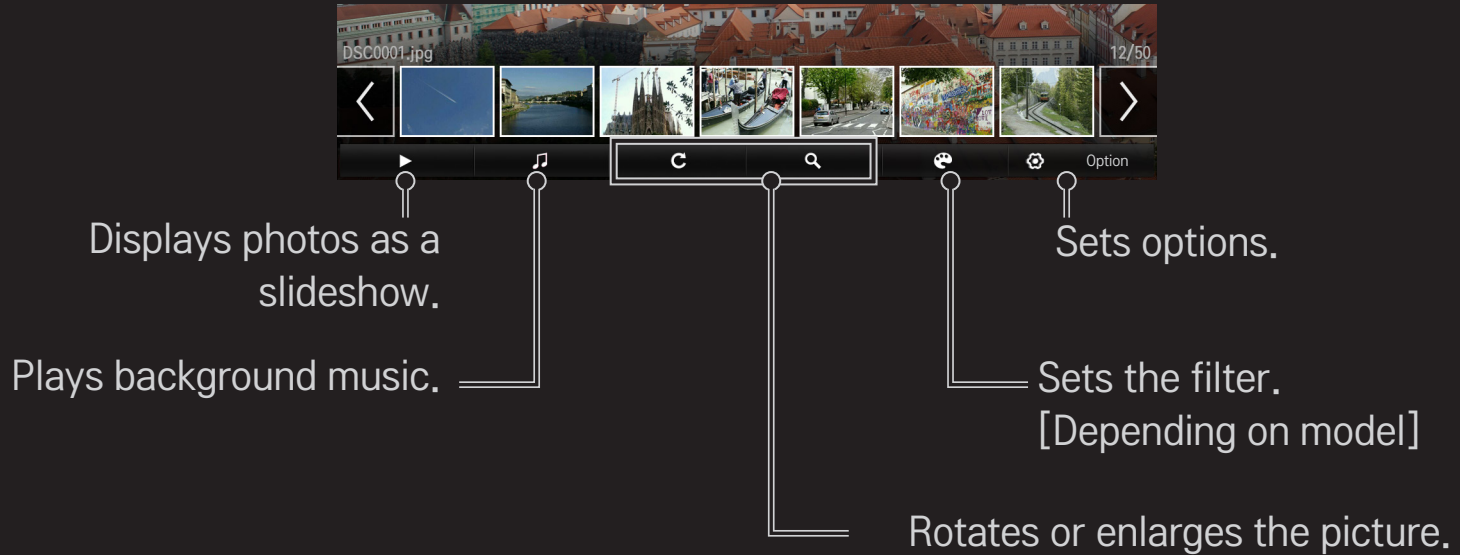 DSC0001.jpg
12/50
Option
Displays photos as a
slideshow.
Sets options.
Plays background music.
Sets the filter.
[Depending on model]
Rotates or enlarges the picture.